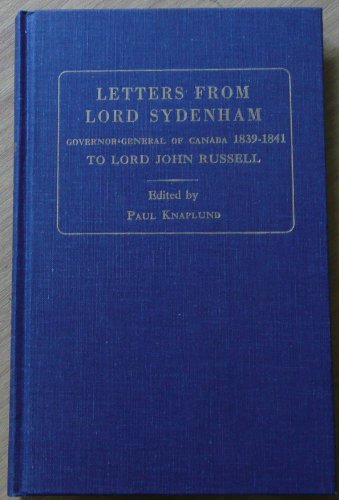 LETTERS FROM
LORD SYDENHAM
GOVERNOR-GENERAL OF CANADA 1839-1841
TO LORD JOHN RUSSELL
Edited by
PAUL KNAPLUND